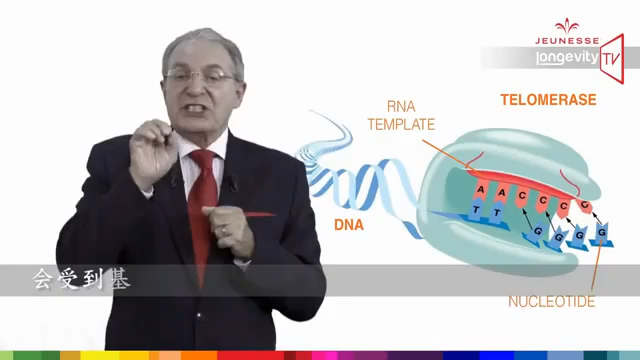 JEUNESSE
longevity TV
TELOMERASE
RNA
TEMPLATE
A A C C C C
T T G G G G
DNA
会受到基
NUCLEOTIDE